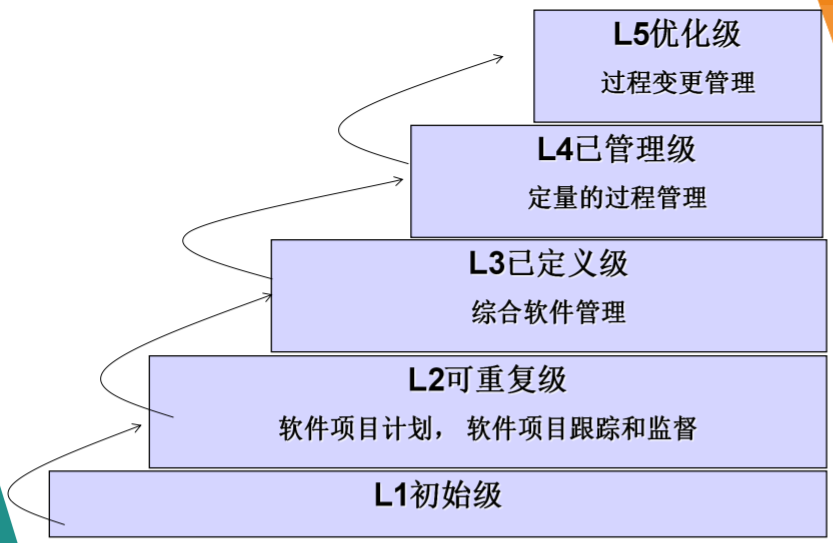 L5优化级
过程变更管理
L4已管理级
定量的过程管理
L3已定义级
综合软件管理
L2可重复级
软件项目计划， 软件项目跟踪和监督
L1初始级